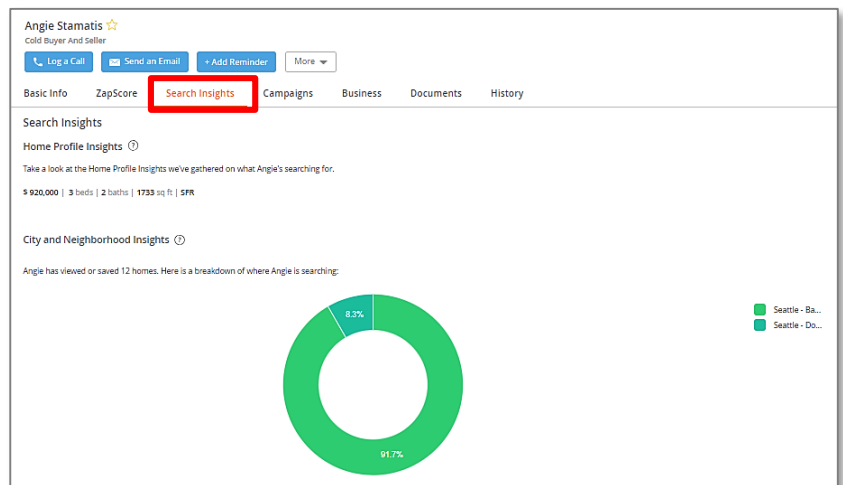 Angie Stamatis
Cold Buyer And Seller
Log a Call Send an Email + Add Reminder More
Basic Info ZapScore Search Insights Campaigns Business Documents History
Search Insights
Home Profile Insights ?
Take a look at the Home Profile Insights we've gathered on what Angie's searching for.
$ 920,000 | 3 beds | 2 baths | 1733 sq ft | SFR
City and Neighborhood Insights ?
Angie has viewed or saved 12 homes. Here is a breakdown of where Angie is searching:
8.3%
91.7%
Seattle - Ba...
Seattle - Do...